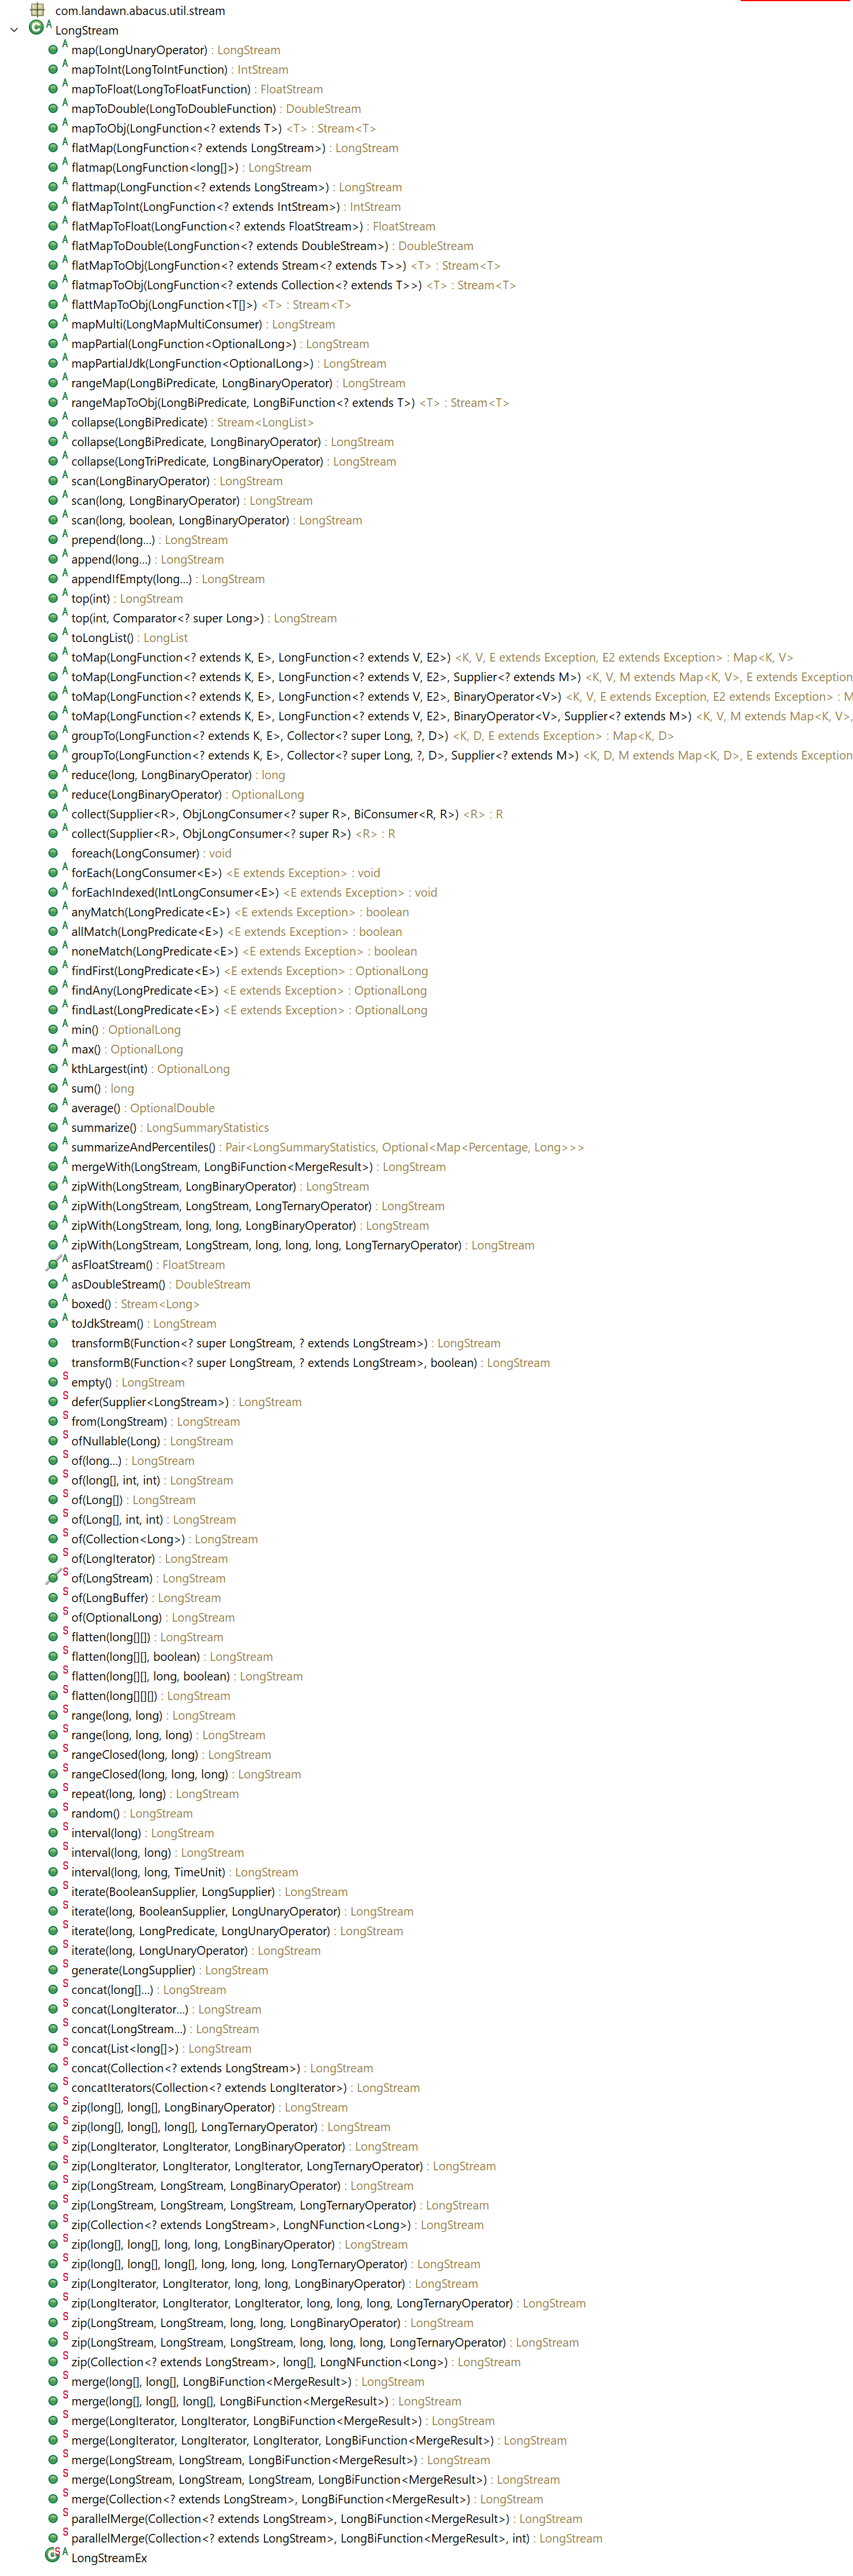 com.landawn.abacus.util.stream
LongStream
map(LongUnaryOperator) : LongStream
mapToInt(LongToIntFunction) : IntStream
mapToFloat(LongToFloatFunction) : FloatStream
mapToDouble(LongToDoubleFunction) : DoubleStream
mapToObj(LongFunction<? extends T>) <T> : Stream<T>
flatMap(LongFunction<? extends LongStream>) : LongStream
flatmap(LongFunction<long[]>) : LongStream
flattmap(LongFunction<? extends LongStream>) : LongStream
flatMapToInt(LongFunction<? extends IntStream>) : IntStream
flatMapToFloat(LongFunction<? extends FloatStream>) : FloatStream
flatMapToDouble(LongFunction<? extends DoubleStream>) : DoubleStream
flatMapToObj(LongFunction<? extends Stream<? extends T>>) <T> : Stream<T>
flatmapToObj(LongFunction<? extends Collection<? extends T>>) <T> : Stream<T>
flattMapToObj(LongFunction<T[]>) <T> : Stream<T>
mapMulti(LongMapMultiConsumer) : LongStream
mapPartial(LongFunction<OptionalLong>) : LongStream
mapPartialJdk(LongFunction<OptionalLong>) : LongStream
rangeMap(LongBiPredicate, LongBinaryOperator) : LongStream
rangeMapToObj(LongBiPredicate, LongBiFunction<? extends T>) <T> : Stream<T>
collapse(LongBiPredicate) : Stream<LongList>
collapse(LongBiPredicate, LongBinaryOperator) : LongStream
collapse(LongTriPredicate, LongBinaryOperator) : LongStream
scan(LongBinaryOperator) : LongStream
scan(long, LongBinaryOperator) : LongStream
scan(long, boolean, LongBinaryOperator) : LongStream
prepend(long...) : LongStream
append(long...) : LongStream
appendIfEmpty(long...) : LongStream
top(int) : LongStream
top(int, Comparator<? super Long>) : LongStream
toLongList() : LongList
toMap(LongFunction<? extends K, E>, LongFunction<? extends V, E2>) <K, V, E extends Exception, E2 extends Exception> : Map<K, V>
toMap(LongFunction<? extends K, E>, LongFunction<? extends V, E2>, Supplier<? extends M>) <K, V, M extends Map<K, V>, E extends Exception
toMap(LongFunction<? extends K, E>, LongFunction<? extends V, E2>, BinaryOperator<V>) <K, V, E extends Exception, E2 extends Exception> : M
toMap(LongFunction<? extends K, E>, LongFunction<? extends V, E2>, BinaryOperator<V>, Supplier<? extends M>) <K, V, M extends Map<K, V>,
groupTo(LongFunction<? extends K, E>, Collector<? super Long, ?, D>) <K, D, E extends Exception> : Map<K, D>
groupTo(LongFunction<? extends K, E>, Collector<? super Long, ?, D>, Supplier<? extends M>) <K, D, M extends Map<K, D>, E extends Exception
reduce(long, LongBinaryOperator) : long
reduce(LongBinaryOperator) : OptionalLong
collect(Supplier<R>, ObjLongConsumer<? super R>, BiConsumer<R, R>) <R> : R
collect(Supplier<R>, ObjLongConsumer<? super R>) <R> : R
foreach(LongConsumer) : void
forEach(LongConsumer<E>) <E extends Exception> : void
forEachIndexed(IntLongConsumer<E>) <E extends Exception> : void
anyMatch(LongPredicate<E>) <E extends Exception> : boolean
allMatch(LongPredicate<E>) <E extends Exception> : boolean
noneMatch(LongPredicate<E>) <E extends Exception> : boolean
findFirst(LongPredicate<E>) <E extends Exception> : OptionalLong
findAny(LongPredicate<E>) <E extends Exception> : OptionalLong
findLast(LongPredicate<E>) <E extends Exception> : OptionalLong
min() : OptionalLong
max() : OptionalLong
kthLargest(int) : OptionalLong
sum() : long
average() : OptionalDouble
summarize() : LongSummaryStatistics
summarizeAndPercentiles() : Pair<LongSummaryStatistics, Optional<Map<Percentage, Long>>>
mergeWith(LongStream, LongBiFunction<MergeResult>) : LongStream
zipWith(LongStream, LongBinaryOperator) : LongStream
zipWith(LongStream, LongStream, LongTernaryOperator) : LongStream
zipWith(LongStream, long, long, LongBinaryOperator) : LongStream
zipWith(LongStream, LongStream, long, long, long, LongTernaryOperator) : LongStream
asFloatStream() : FloatStream
asDoubleStream() : DoubleStream
boxed() : Stream<Long>
toJdkStream() : LongStream
transformB(Function<? super LongStream, ? extends LongStream>) : LongStream
transformB(Function<? super LongStream, ? extends LongStream>, boolean) : LongStream
empty() : LongStream
defer(Supplier<LongStream>) : LongStream
from(LongStream) : LongStream
ofNullable(Long) : LongStream
of(long...) : LongStream
of(long[], int, int) : LongStream
of(Long[]) : LongStream
of(Long[], int, int) : LongStream
of(Collection<Long>) : LongStream
of(LongIterator) : LongStream
of(LongStream) : LongStream
of(LongBuffer) : LongStream
of(OptionalLong) : LongStream
flatten(long[][]) : LongStream
flatten(long[][], boolean) : LongStream
flatten(long[][], long, boolean) : LongStream
flatten(long[][][]) : LongStream
range(long, long) : LongStream
range(long, long, long) : LongStream
rangeClosed(long, long) : LongStream
rangeClosed(long, long, long) : LongStream
repeat(long, long) : LongStream
random() : LongStream
interval(long) : LongStream
interval(long, long) : LongStream
interval(long, long, TimeUnit) : LongStream
iterate(BooleanSupplier, LongSupplier) : LongStream
iterate(long, BooleanSupplier, LongUnaryOperator) : LongStream
iterate(long, LongPredicate, LongUnaryOperator) : LongStream
iterate(long, LongUnaryOperator) : LongStream
generate(LongSupplier) : LongStream
concat(long[]...) : LongStream
concat(LongIterator...) : LongStream
concat(LongStream...) : LongStream
concat(List<long[]>) : LongStream
concat(Collection<? extends LongStream>) : LongStream
concatIterators(Collection<? extends LongIterator>) : LongStream
zip(long[], long[], LongBinaryOperator) : LongStream
zip(long[], long[], long[], LongTernaryOperator) : LongStream
zip(LongIterator, LongIterator, LongBinaryOperator) : LongStream
zip(LongIterator, LongIterator, LongIterator, LongTernaryOperator) : LongStream
zip(LongStream, LongStream, LongBinaryOperator) : LongStream
zip(LongStream, LongStream, LongStream, LongTernaryOperator) : LongStream
zip(Collection<? extends LongStream>, LongNFunction<Long>) : LongStream
zip(long[], long[], long, long, LongBinaryOperator) : LongStream
zip(long[], long[], long[], long, long, long, LongTernaryOperator) : LongStream
zip(LongIterator, LongIterator, long, long, LongBinaryOperator) : LongStream
zip(LongIterator, LongIterator, LongIterator, long, long, long, LongTernaryOperator) : LongStream
zip(LongStream, LongStream, long, long, LongBinaryOperator) : LongStream
zip(LongStream, LongStream, LongStream, long, long, long, LongTernaryOperator) : LongStream
zip(Collection<? extends LongStream>, long[], LongNFunction<Long>) : LongStream
merge(long[], long[], LongBiFunction<MergeResult>) : LongStream
merge(long[], long[], long[], LongBiFunction<MergeResult>) : LongStream
merge(LongIterator, LongIterator, LongBiFunction<MergeResult>) : LongStream
merge(LongIterator, LongIterator, LongIterator, LongBiFunction<MergeResult>) : LongStream
merge(LongStream, LongStream, LongBiFunction<MergeResult>) : LongStream
merge(LongStream, LongStream, LongStream, LongBiFunction<MergeResult>) : LongStream
merge(Collection<? extends LongStream>, LongBiFunction<MergeResult>) : LongStream
parallelMerge(Collection<? extends LongStream>, LongBiFunction<MergeResult>) : LongStream
parallelMerge(Collection<? extends LongStream>, LongBiFunction<MergeResult>, int) : LongStream
LongStreamEx